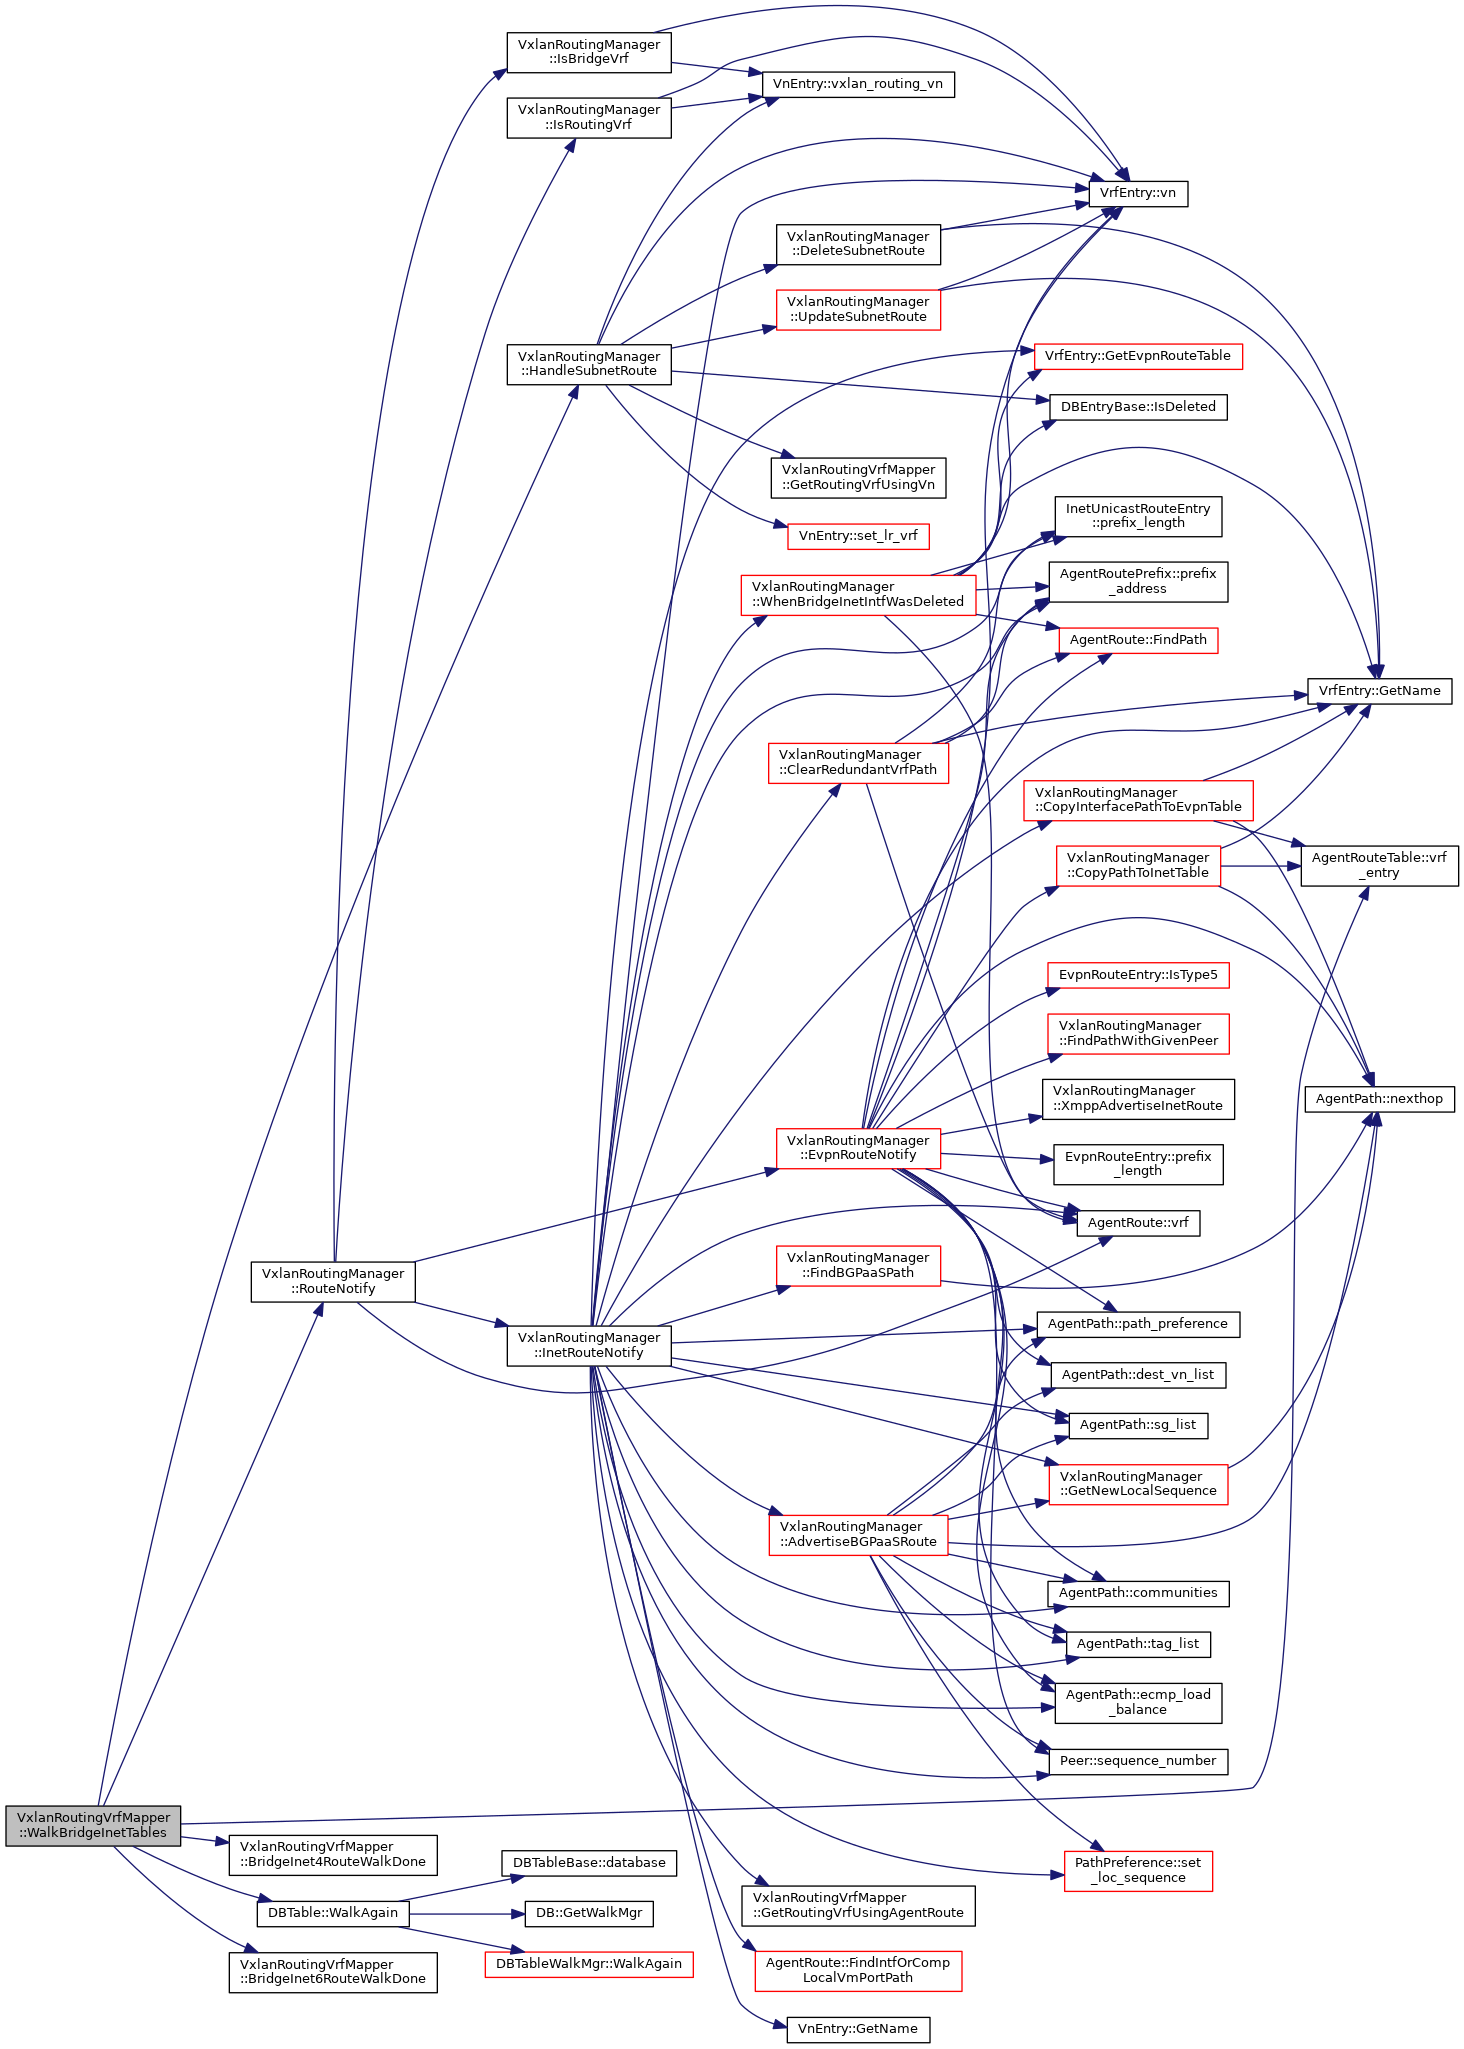 VxlanRoutingManager
::IsBridgeVrf
VnEntry::vxlan_routing_vn
VxlanRoutingManager
::IsRoutingVrf
VrfEntry::vn
VxlanRoutingManager
::DeleteSubnetRoute
VxlanRoutingManager
::UpdateSubnetRoute
VrfEntry::GetEvpnRouteTable
VxlanRoutingManager
::HandleSubnetRoute
DBEntryBase::IsDeleted
VxlanRoutingVrfMapper
::GetRoutingVrfUsingVn
InetUnicastRouteEntry
::prefix_length
VnEntry::set_lr_vrf
AgentRoutePrefix::prefix
_address
VxlanRoutingManager
::WhenBridgeInetIntfWasDeleted
AgentRoute::FindPath
VrfEntry::GetName
VxlanRoutingManager
::ClearRedundantVrfPath
VxlanRoutingManager
::CopyInterfacePathToEvpnTable
VxlanRoutingManager
::CopyPathToInetTable
AgentRouteTable::vrf
_entry
EvpnRouteEntry::IsType5
VxlanRoutingManager
::FindPathWithGivenPeer
VxlanRoutingManager
::XmppAdvertiseInetRoute
AgentPath::nexthop
VxlanRoutingManager
::EvpnRouteNotify
EvpnRouteEntry::prefix
_length
AgentRoute::vrf
VxlanRoutingManager
::FindBGPaaSPath
VxlanRoutingManager
::RouteNotify
AgentPath::path_preference
VxlanRoutingManager
::InetRouteNotify
AgentPath::dest_vn_list
AgentPath::sg_list
VxlanRoutingManager
::GetNewLocalSequence
VxlanRoutingManager
::AdvertiseBGPaaSRoute
AgentPath::communities
AgentPath::tag_list
AgentPath::ecmp_load
_balance
Peer::sequence_number
VxlanRoutingVrfMapper
::WalkBridgeInetTables
VxlanRoutingVrfMapper
::BridgeInet4RouteWalkDone
DBTableBase::database
PathPreference::set
_loc_sequence
VxlanRoutingVrfMapper
::GetRoutingVrfUsingAgentRoute
DBTable::WalkAgain
DB::GetWalkMgr
DBTableWalkMgr::WalkAgain
VxlanRoutingVrfMapper
::BridgeInet6RouteWalkDone
AgentRoute::FindIntfOrComp
LocalVmPortPath
VnEntry::GetName